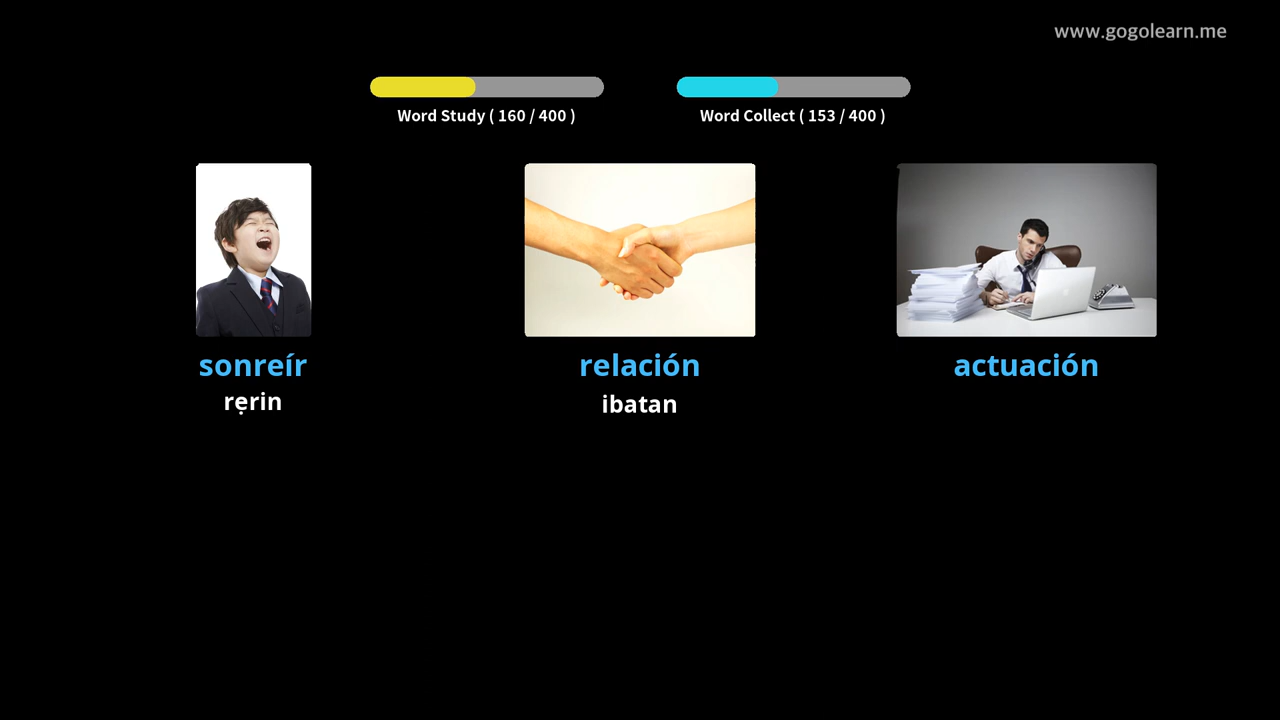 www.gogolearn.me
Word Study ( 160 / 400 )
Word Collect ( 153 / 400 )
sonreír
rẹrin
relación
ibatan
actuación